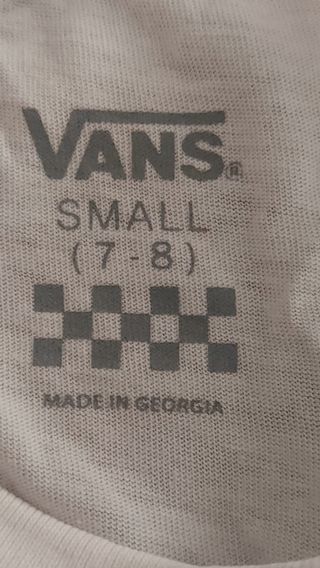 VANS®
SMALL
(7-8)
MADE IN GEORGIA